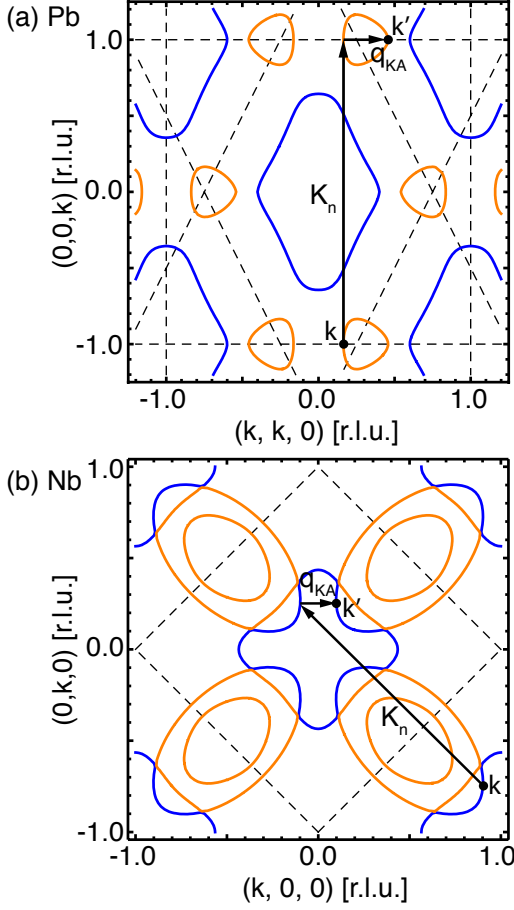 (a) Pb
1.0
k'
q_KA
(0,0,k) [r.l.u.]
0.0
K_n
k
-1.0
-1.0 0.0 1.0
(k, k, 0) [r.l.u.]
(b) Nb
1.0
q_KA
k'
(0,k,0) [r.l.u.]
0.0
K_n
k
-1.0
-1.0 0.0 1.0
(k, 0, 0) [r.l.u.]